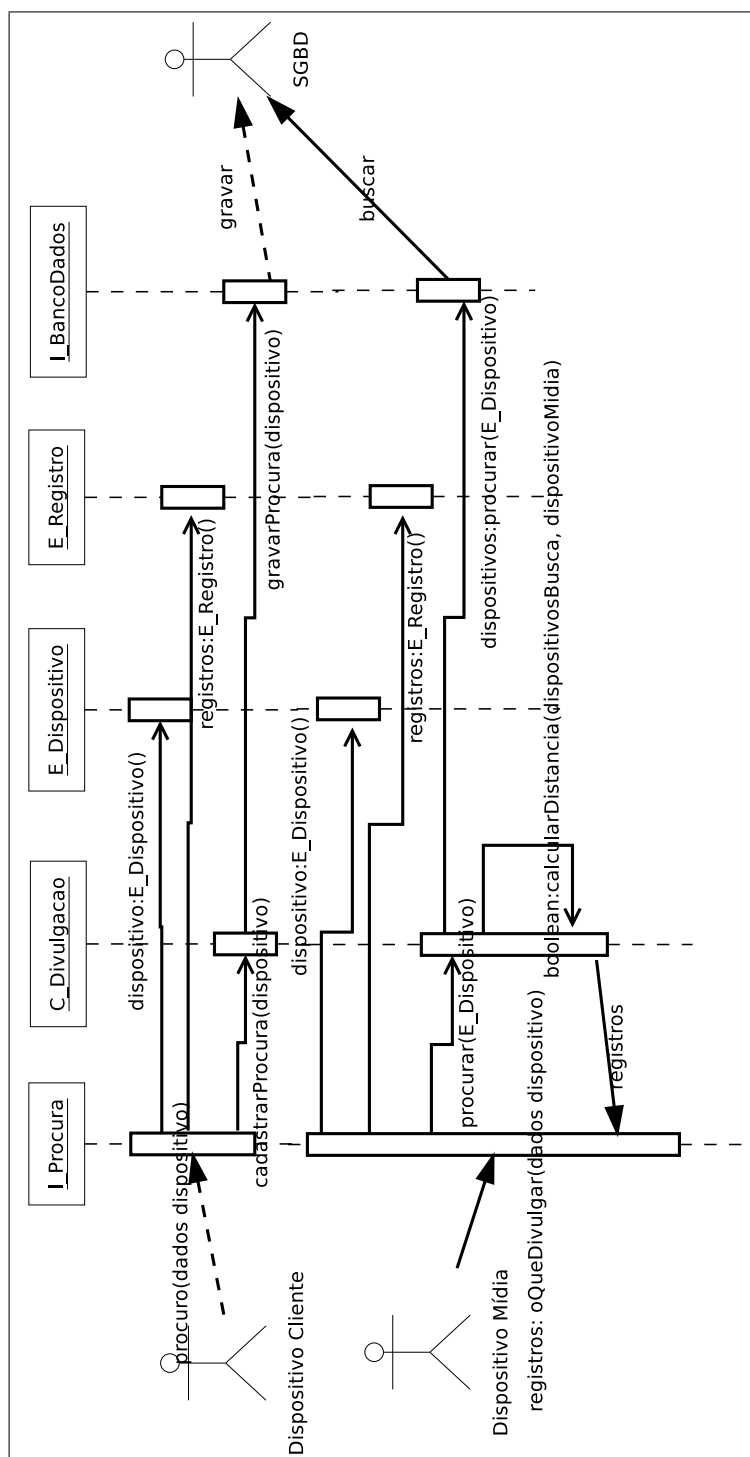 I_Procura
C_Divulgacao
E_Dispositivo
E_Registro
I_BancoDados
SGBD
gravar
buscar
dispositivo:E_Dispositivo()
registros:E_Registro()
gravarProcura(dispositivo)
cadastrarProcura(dispositivo)
procuro(dados dispositivo)
Dispositivo Cliente
dispositivo:E_Dispositivo()
registros:E_Registro()
procurar(E_Dispositivo)
dispositivos:procurar(E_Dispositivo)
boolean:calcularDistancia(dispositivosBusca, dispositivoMidia)
registros
Dispositivo Mídia
registros: oQueDivulgar(dados dispositivo)